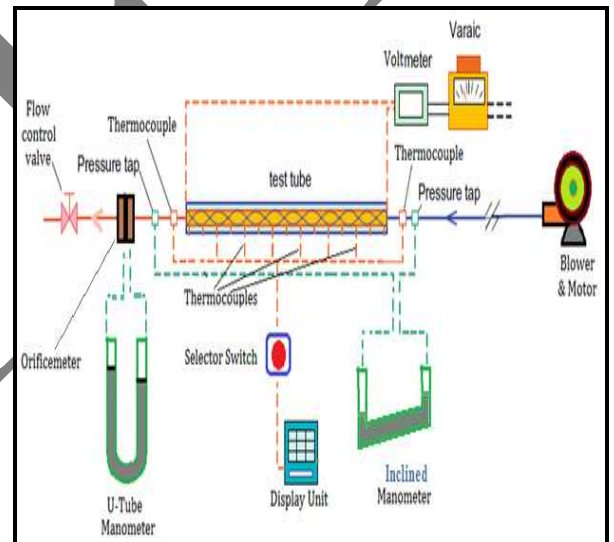 Varaic
Voltmeter
Flow
control
valve
Thermocouple
Pressure tap
test tube
Thermocouple
Pressure tap
Blower
& Motor
Thermocouples
Orificemeter
Selector Switch
U-Tube
Manometer
Display Unit
Inclined
Manometer